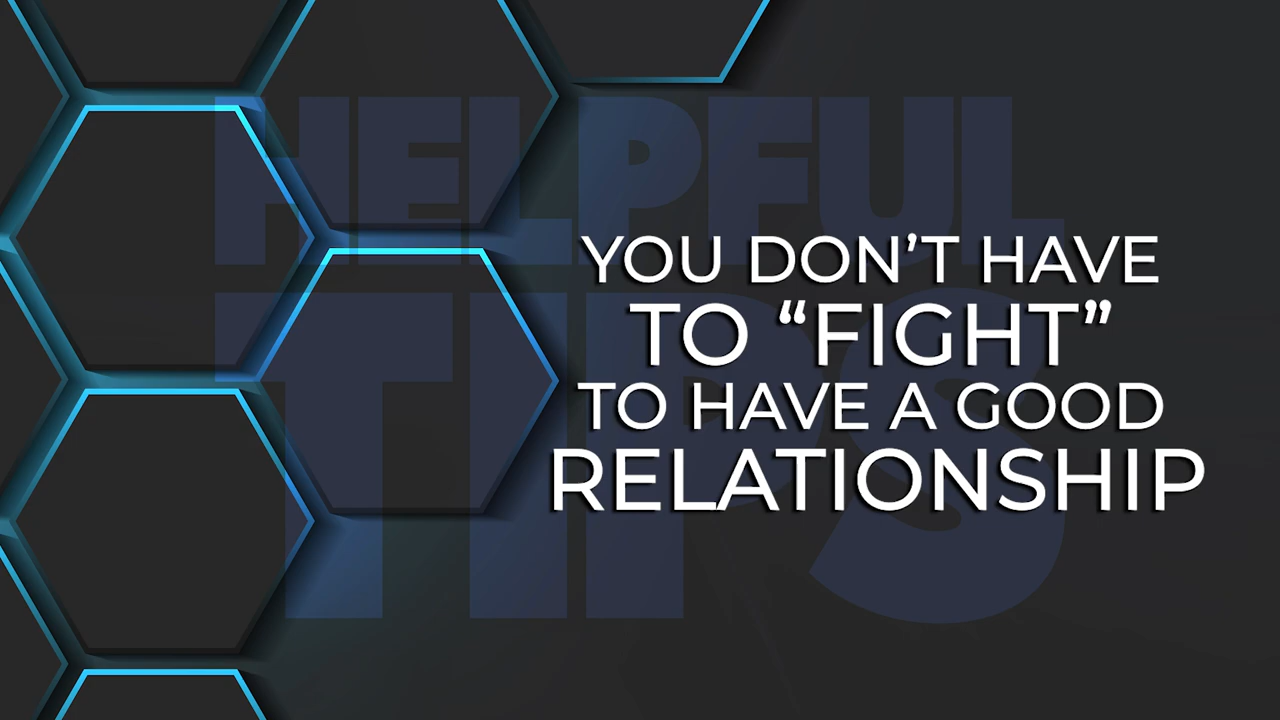 HELPFUL
TIPS
YOU DON’T HAVE
TO “FIGHT”
TO HAVE A GOOD
RELATIONSHIP